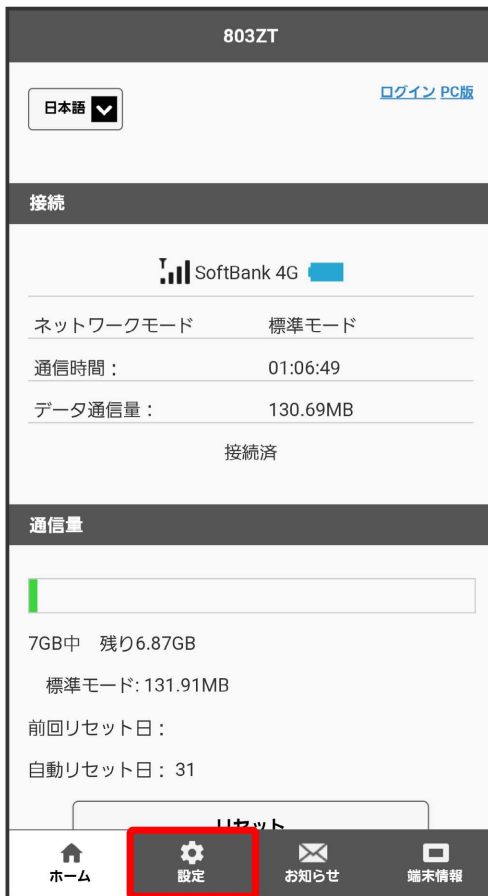 803ZT
日本語
ログイン PC版
接続
SoftBank 4G
ネットワークモード 標準モード
通信時間： 01:06:49
データ通信量： 130.69MB
接続済
通信量
7GB中 残り6.87GB
標準モード: 131.91MB
前回リセット日：
自動リセット日： 31
リセット
ホーム 設定 お知らせ 端末情報